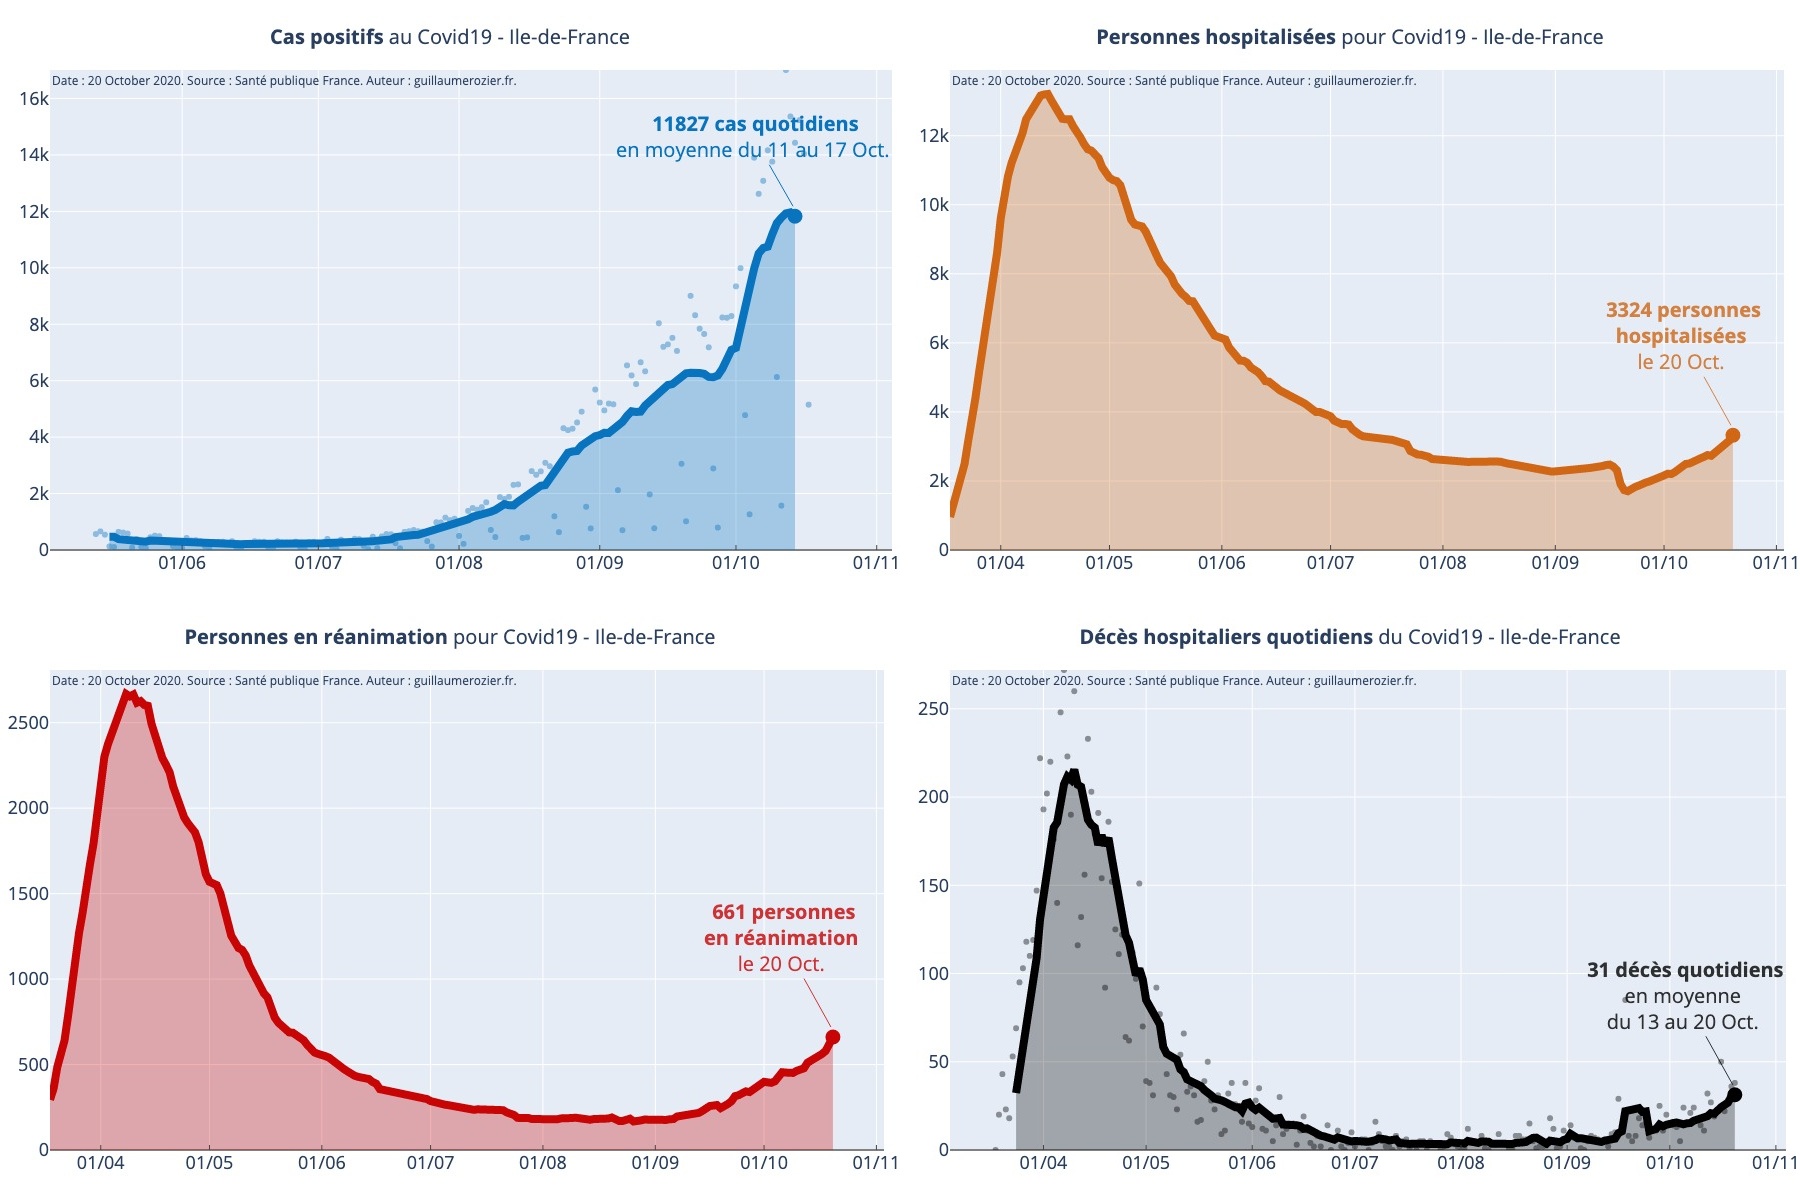 Cas positifs au Covid19 - Ile-de-France
Date : 20 October 2020. Source : Santé publique France. Auteur : guillaumerozier.fr.
16k
14k
12k
10k
8k
6k
4k
2k
0
11827 cas quotidiens
en moyenne du 11 au 17 Oct.
01/06 01/07 01/08 01/09 01/10 01/11
Personnes hospitalisées pour Covid19 - Ile-de-France
Date : 20 October 2020. Source : Santé publique France. Auteur : guillaumerozier.fr.
12k
10k
8k
6k
4k
2k
0
3324 personnes
hospitalisées
le 20 Oct.
01/04 01/05 01/06 01/07 01/08 01/09 01/10 01/11
Personnes en réanimation pour Covid19 - Ile-de-France
Date : 20 October 2020. Source : Santé publique France. Auteur : guillaumerozier.fr.
2500
2000
1500
1000
500
0
661 personnes
en réanimation
le 20 Oct.
01/04 01/05 01/06 01/07 01/08 01/09 01/10 01/11
Décès hospitaliers quotidiens du Covid19 - Ile-de-France
Date : 20 October 2020. Source : Santé publique France. Auteur : guillaumerozier.fr.
250
200
150
100
50
0
31 décès quotidiens
en moyenne
du 13 au 20 Oct.
01/04 01/05 01/06 01/07 01/08 01/09 01/10 01/11